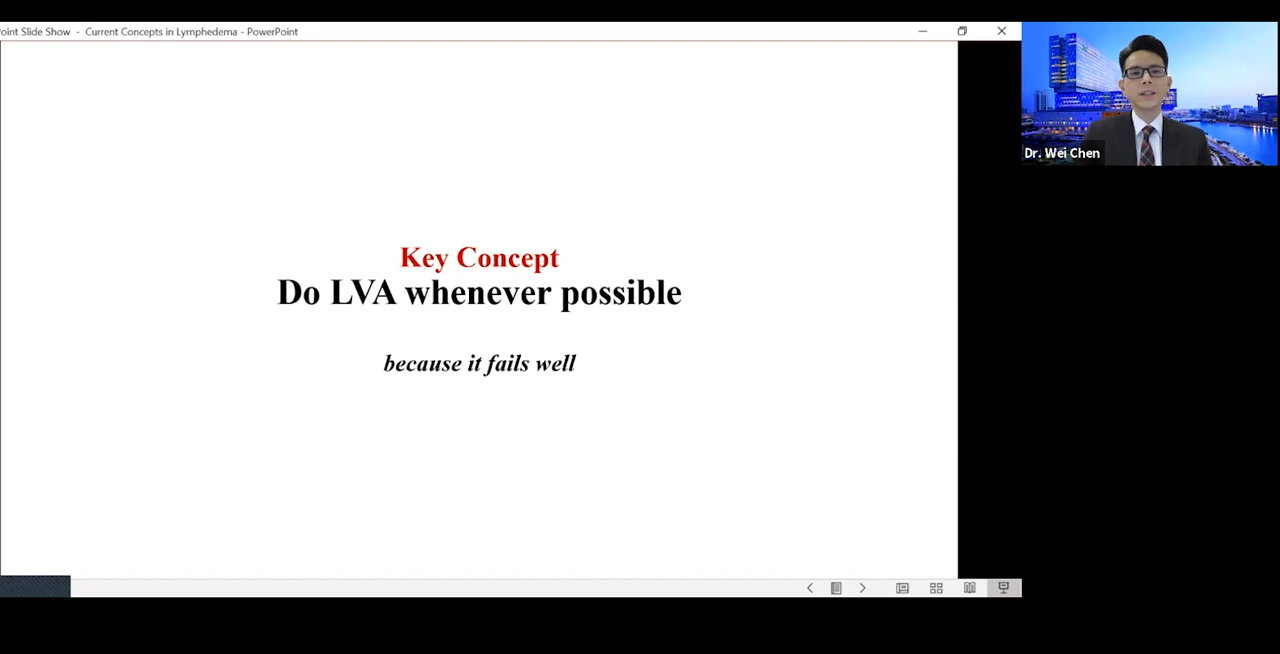 oint Slide Show - Current Concepts in Lymphedema - PowerPoint
Key Concept
Do LVA whenever possible
because it fails well
Dr. Wei Chen